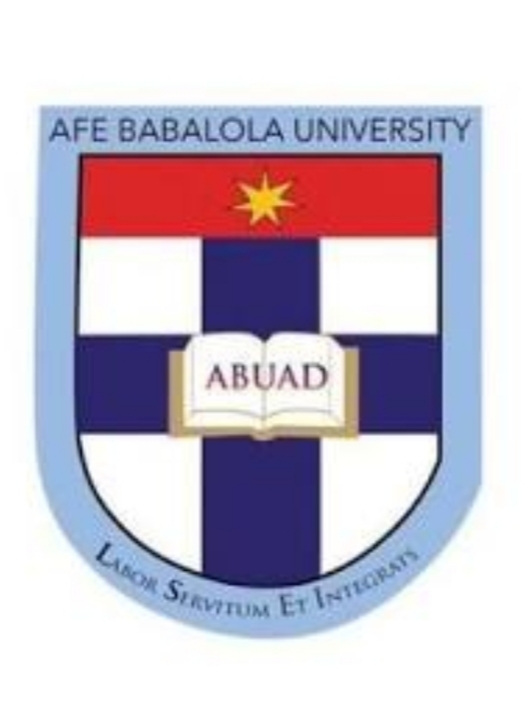 AFE BABALOLA UNIVERSITY
ABUAD
LABOR SERVITUM ET INTEGRATS